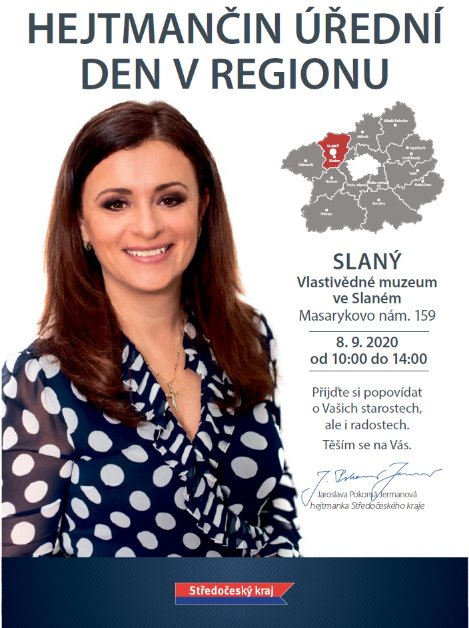 HEJTMANČIN ÚŘEDNÍ
DEN V REGIONU
SLANÝ
SLANÝ
Vlastivědné muzeum
ve Slaném
Masarykovo nám. 159
8. 9. 2020
od 10:00 do 14:00
Přijďte si popovídat
o Vašich starostech,
ale i radostech.
Těším se na Vás.
Jaroslava Pokorná Jermanová
hejtmanka Středočeského kraje
Středočeský kraj